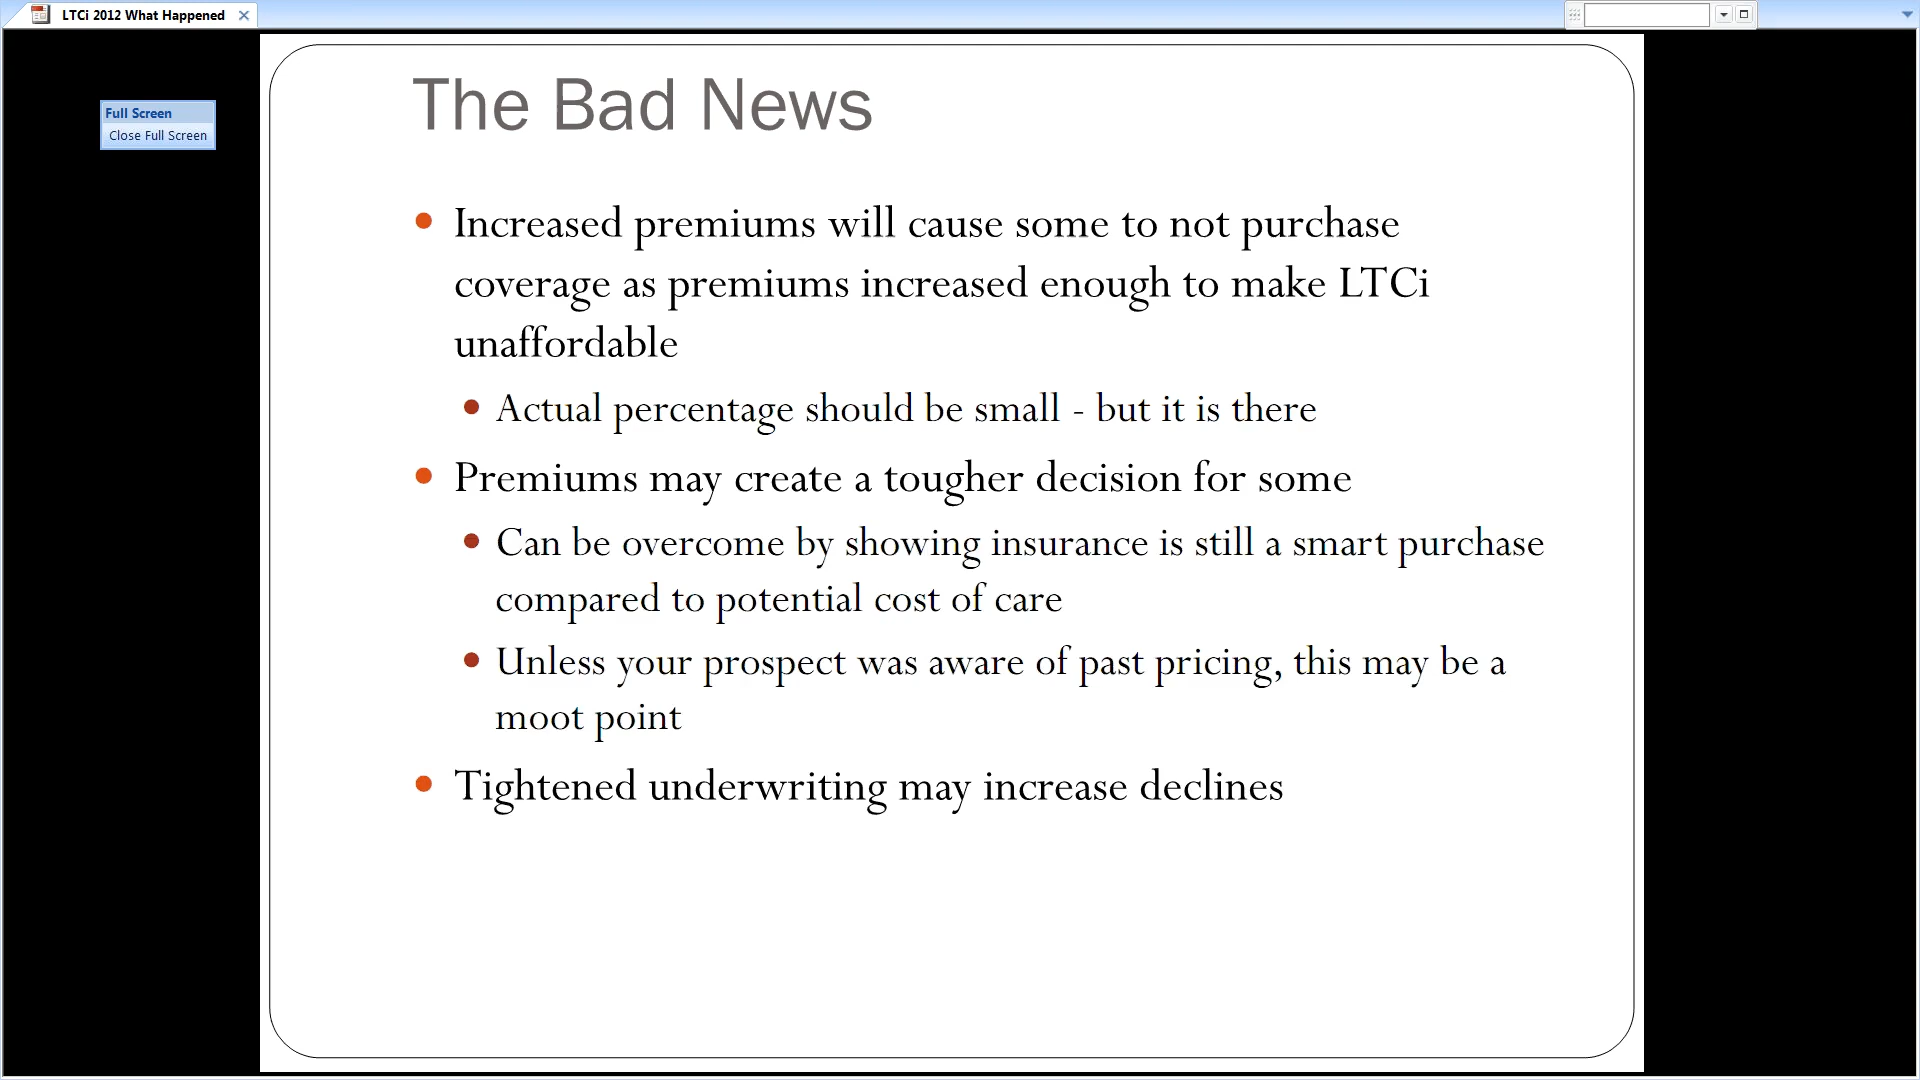 LTCi 2012 What Happened
Full Screen
Close Full Screen
The Bad News
Increased premiums will cause some to not purchase
coverage as premiums increased enough to make LTCi
unaffordable
Actual percentage should be small - but it is there
Premiums may create a tougher decision for some
Can be overcome by showing insurance is still a smart purchase
compared to potential cost of care
Unless your prospect was aware of past pricing, this may be a
moot point
Tightened underwriting may increase declines